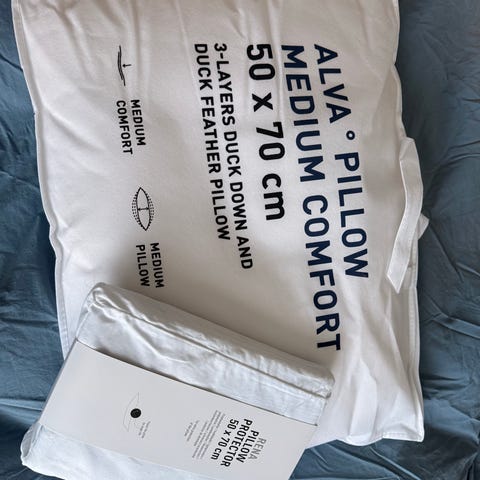 ALVA° PILLOW
MEDIUM COMFORT
50 x 70 cm
3-LAYERS DUCK DOWN AND
DUCK FEATHER PILLOW
MEDIUM
COMFORT
MEDIUM
PILLOW
RENA
PILLOW
PROTECTOR
50 x 70 cm